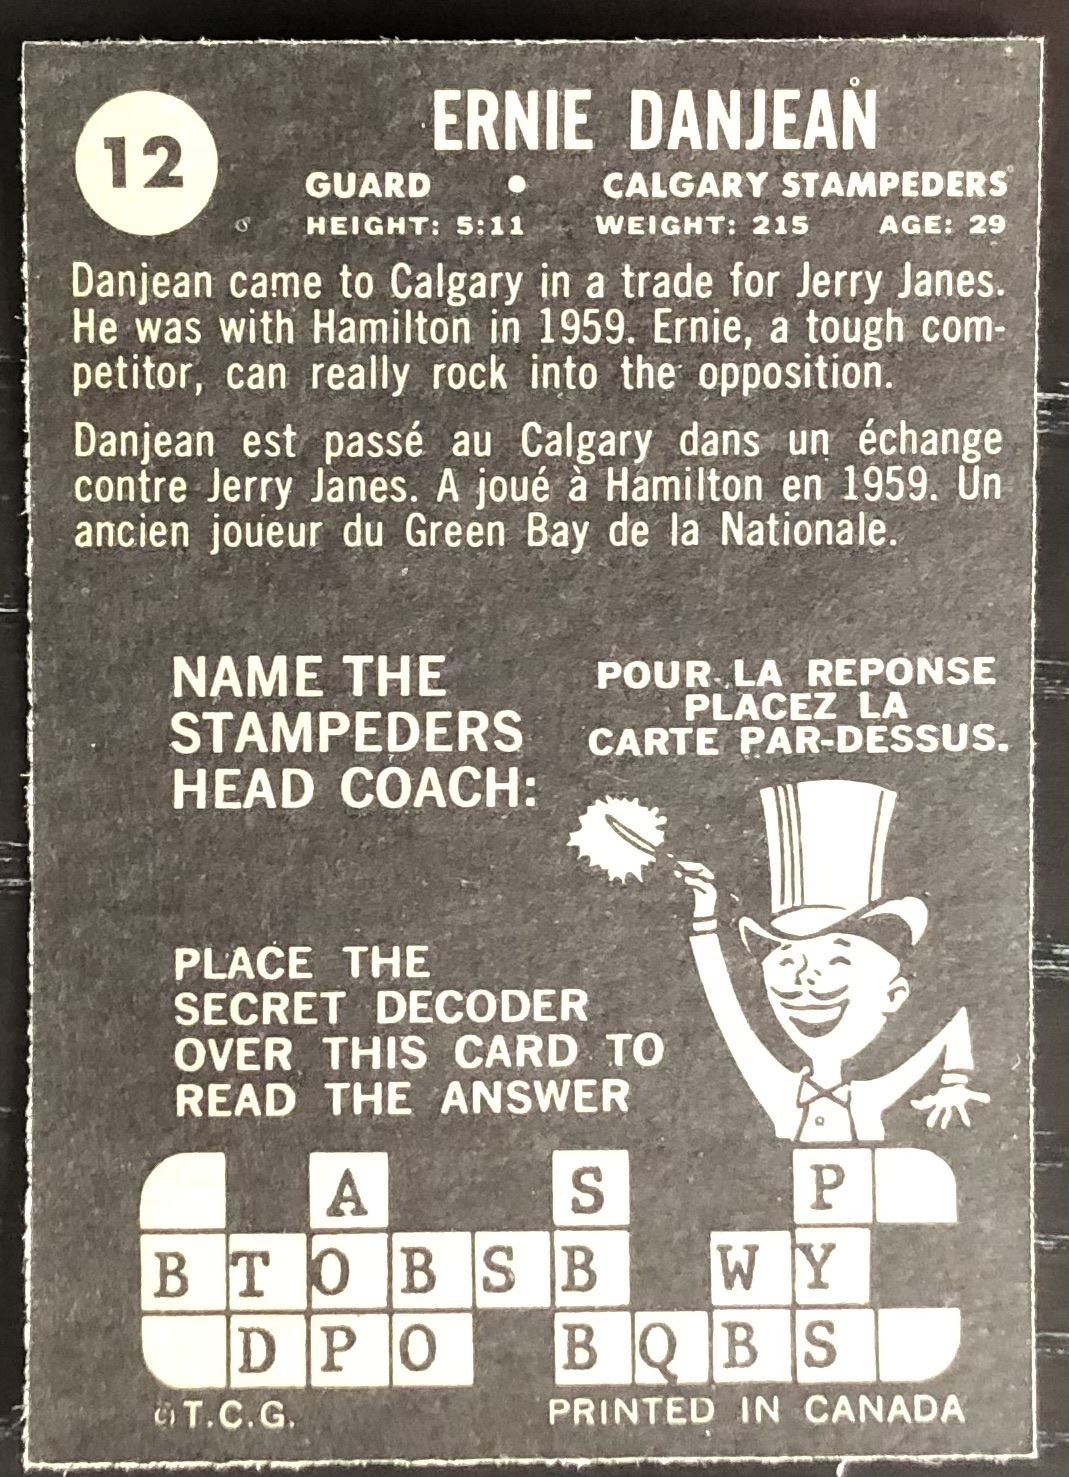 12
ERNIE DANJEAN
GUARD • CALGARY STAMPEDERS
HEIGHT: 5:11 WEIGHT: 215 AGE: 29
Danjean came to Calgary in a trade for Jerry Janes.
He was with Hamilton in 1959. Ernie, a tough com-
petitor, can really rock into the opposition.
Danjean est passé au Calgary dans un échange
contre Jerry Janes. A joué à Hamilton en 1959. Un
ancien joueur du Green Bay de la Nationale.
NAME THE
STAMPEDERS
HEAD COACH:
POUR LA REPONSE
PLACEZ LA
CARTE PAR-DESSUS.
PLACE THE
SECRET DECODER
OVER THIS CARD TO
READ THE ANSWER
A S P
B T O B S B W Y
D P O B Q B S
© T.C.G.
PRINTED IN CANADA